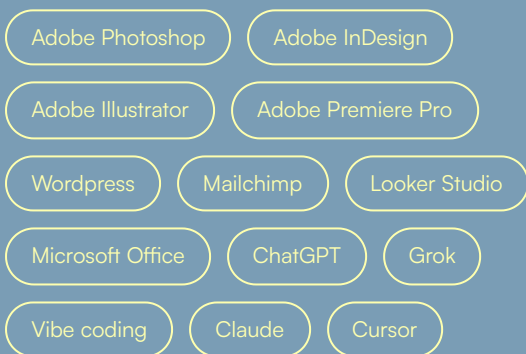 Adobe Photoshop Adobe InDesign
Adobe Illustrator Adobe Premiere Pro
Wordpress Mailchimp Looker Studio
Microsoft Office ChatGPT Grok
Vibe coding Claude Cursor